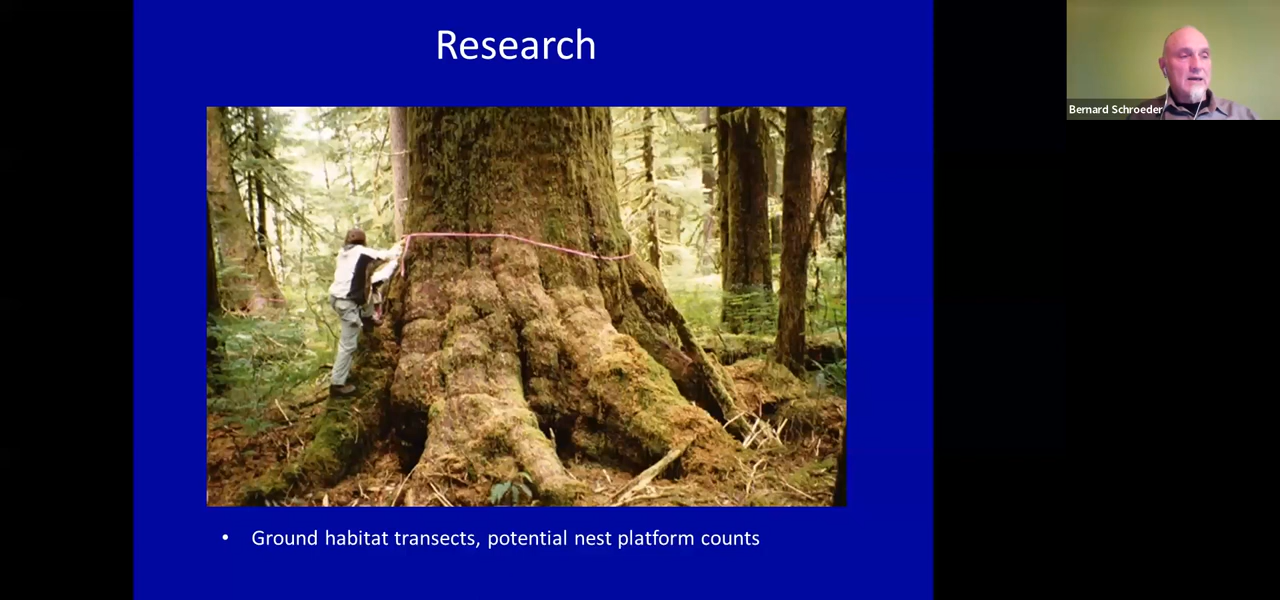 Research
Bernard Schroeder
• Ground habitat transects, potential nest platform counts